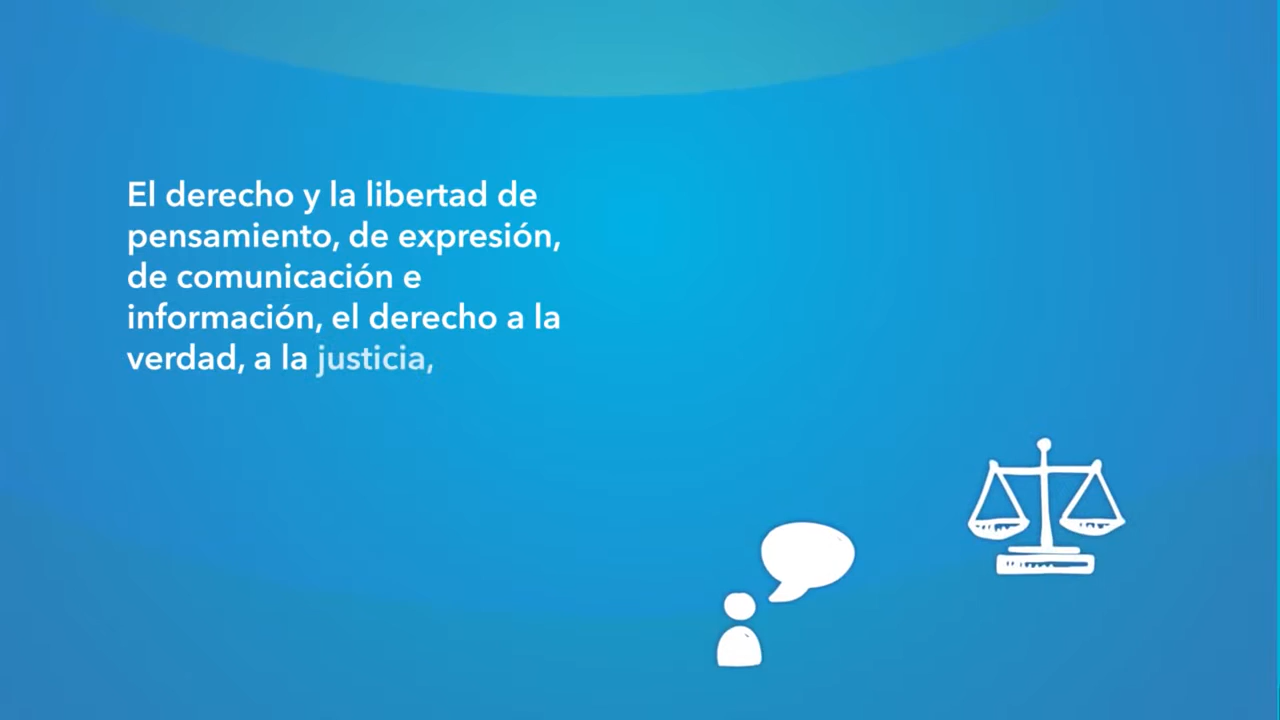 El derecho y la libertad de
pensamiento, de expresión,
de comunicación e
información, el derecho a la
verdad, a la justicia,